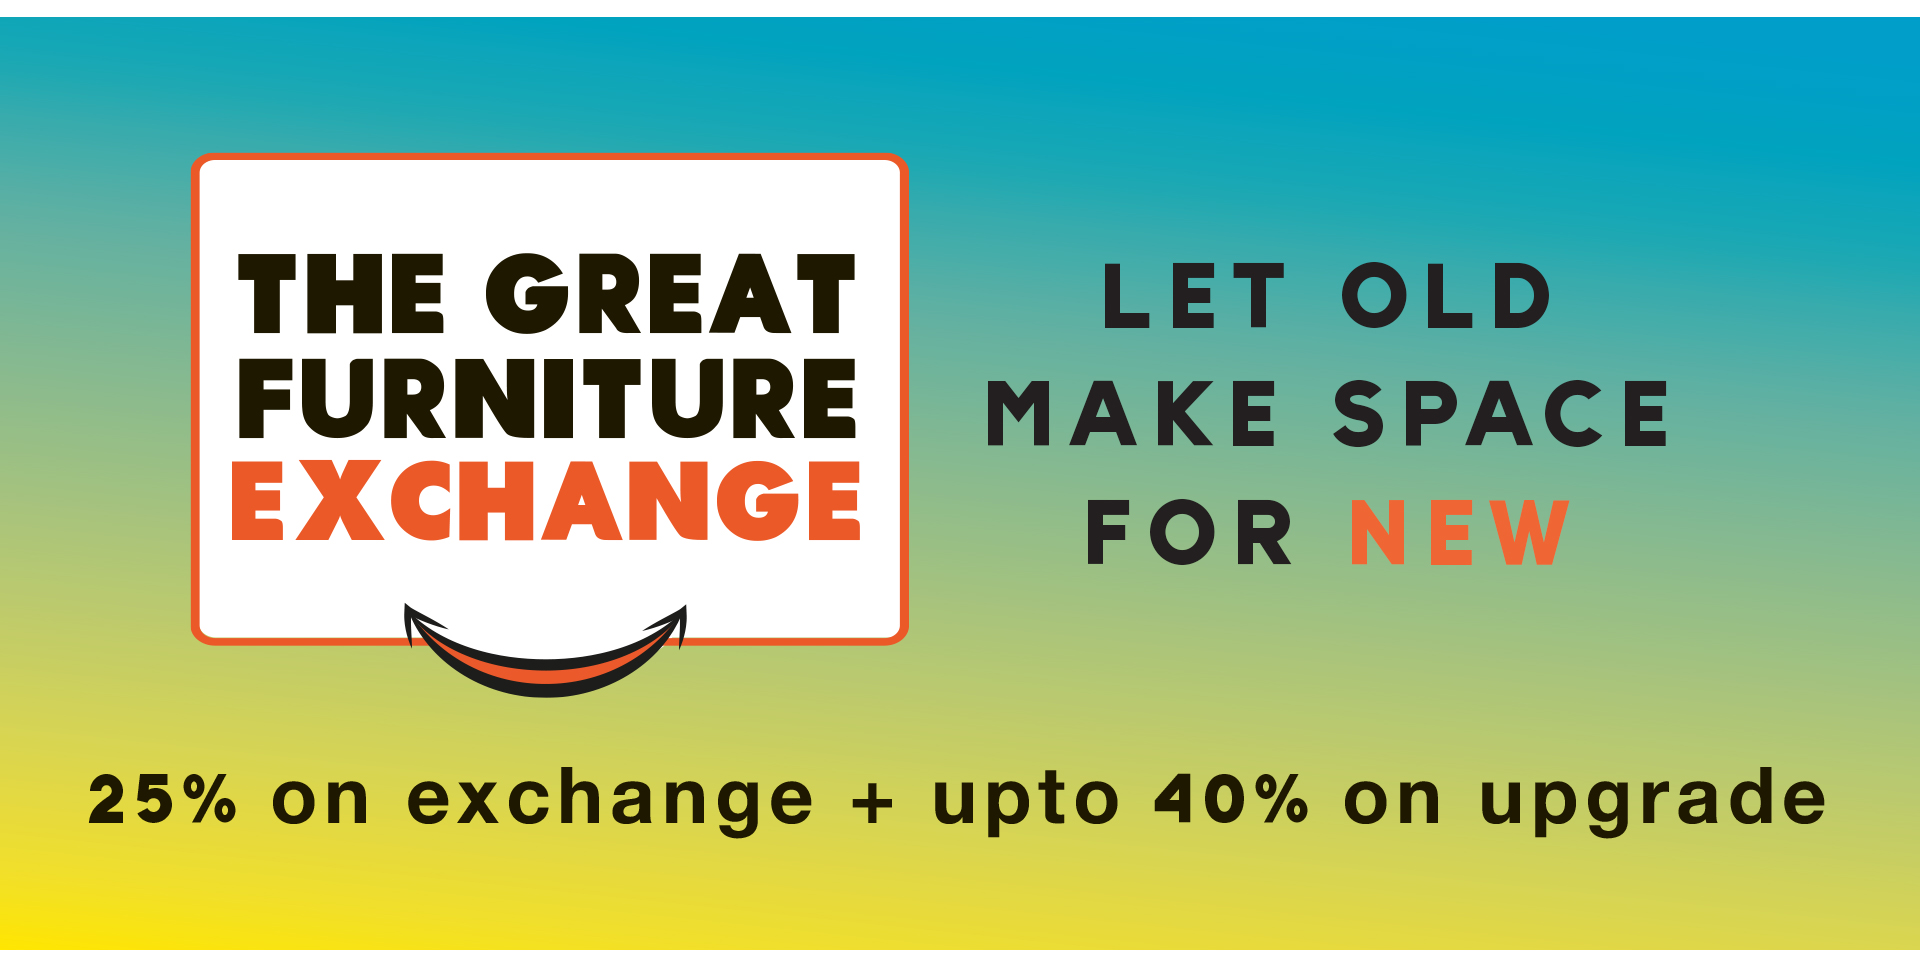 THE GREAT
FURNITURE
EXCHANGE
LET OLD
MAKE SPACE
FOR NEW
25% on exchange + upto 40% on upgrade